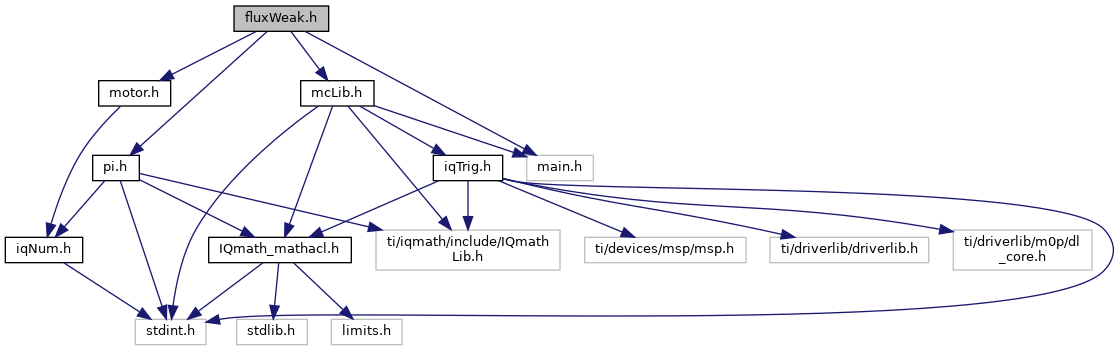 fluxWeak.h
motor.h
mcLib.h
pi.h
iqTrig.h
main.h
iqNum.h
IQmath_mathacl.h
ti/iqmath/include/IQmath
Lib.h
ti/devices/msp/msp.h
ti/driverlib/driverlib.h
ti/driverlib/m0p/dl
_core.h
stdint.h
stdlib.h
limits.h